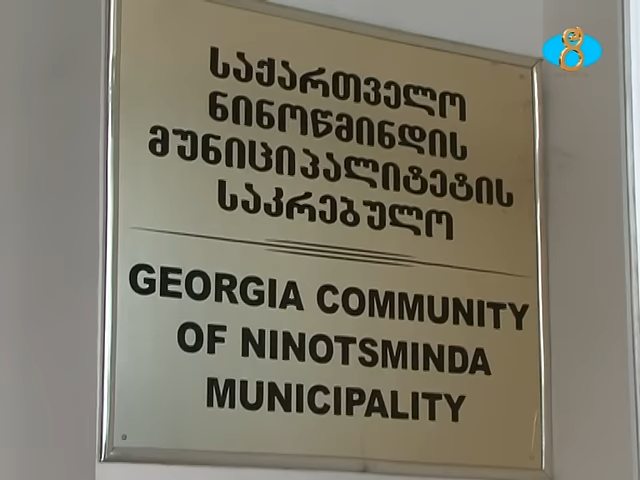 საქართველო
ნინოწმინდის
მუნიციპალიტეტის
საკრებულო
GEORGIA COMMUNITY
OF NINOTSMINDA
MUNICIPALITY